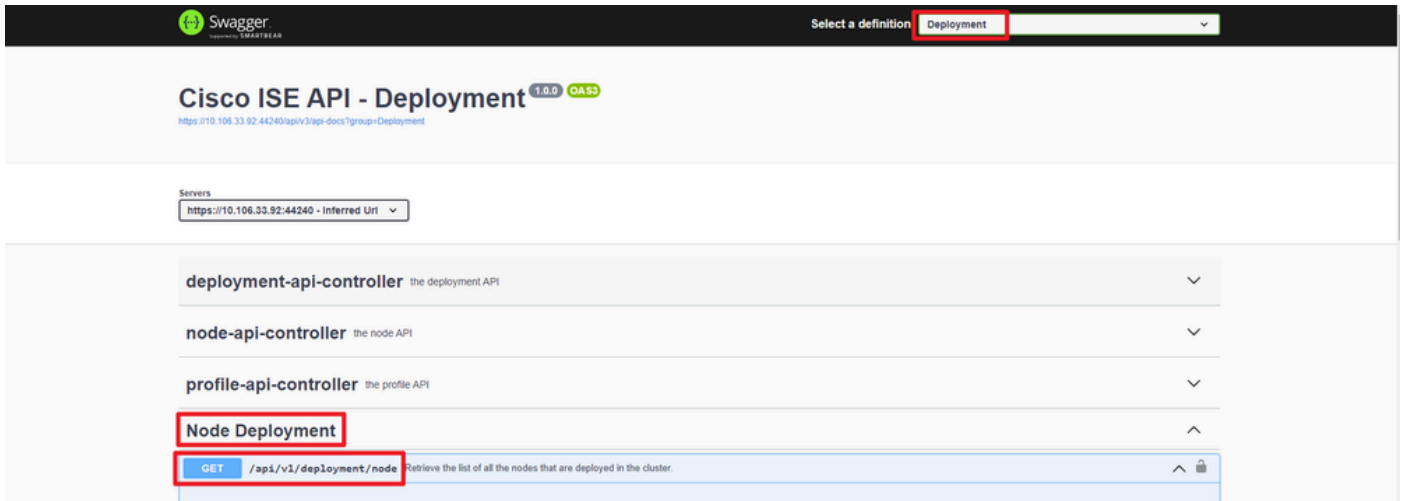 Swagger.
Supported by SMARTBEAR
Select a definition
Deployment
Cisco ISE API - Deployment 1.0.0 OAS3
https://10.106.33.92:44240/api/v3/api-docs?group=Deployment
Servers
https://10.106.33.92:44240 - Inferred Url
deployment-api-controller the deployment API
node-api-controller the node API
profile-api-controller the profile API
Node Deployment
GET /api/v1/deployment/node Retrieve the list of all the nodes that are deployed in the cluster.